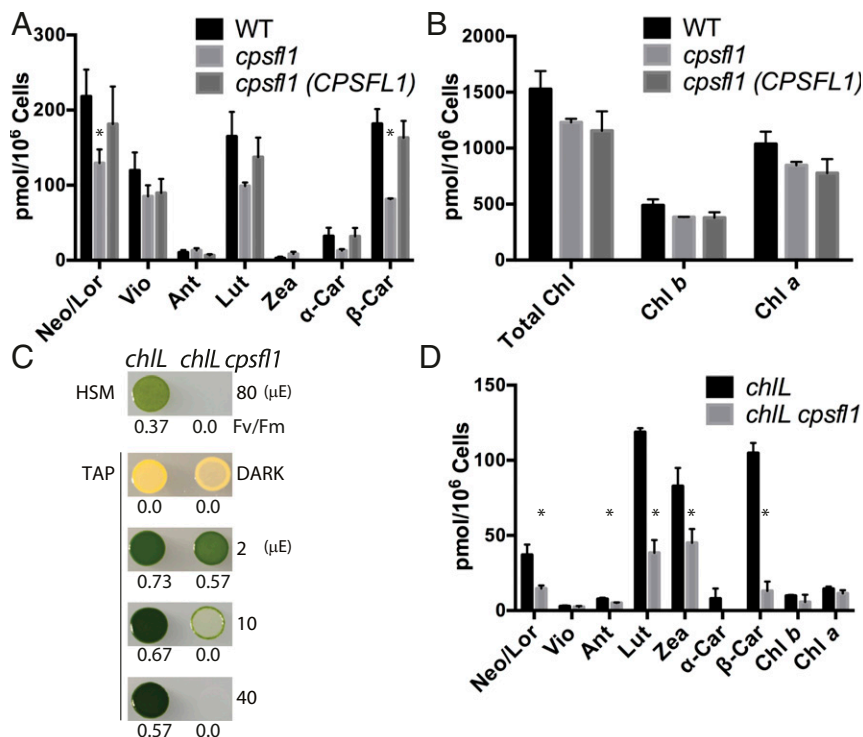 A
WT
cpsfl1
cpsfl1 (CPSFL1)
pmol/10⁶ Cells
300
200
100
0
*
*
Neo/Lor
Vio
Ant
Lut
Zea
α-Car
β-Car
B
WT
cpsfl1
cpsfl1 (CPSFL1)
pmol/10⁶ Cells
1500
1000
500
0
Total Chl
Chl b
Chl a
C
chlL chlL cpsfl1
HSM 80 (μE)
0.37 0.0 Fv/Fm
TAP DARK
0.0 0.0
2 (μE)
0.73 0.57
10
0.67 0.0
40
0.57 0.0
D
chlL
chlL cpsfl1
pmol/10⁶ Cells
150
100
50
0
* * * * *
Neo/Lor
Vio
Ant
Lut
Zea
α-Car
β-Car
Chl b
Chl a